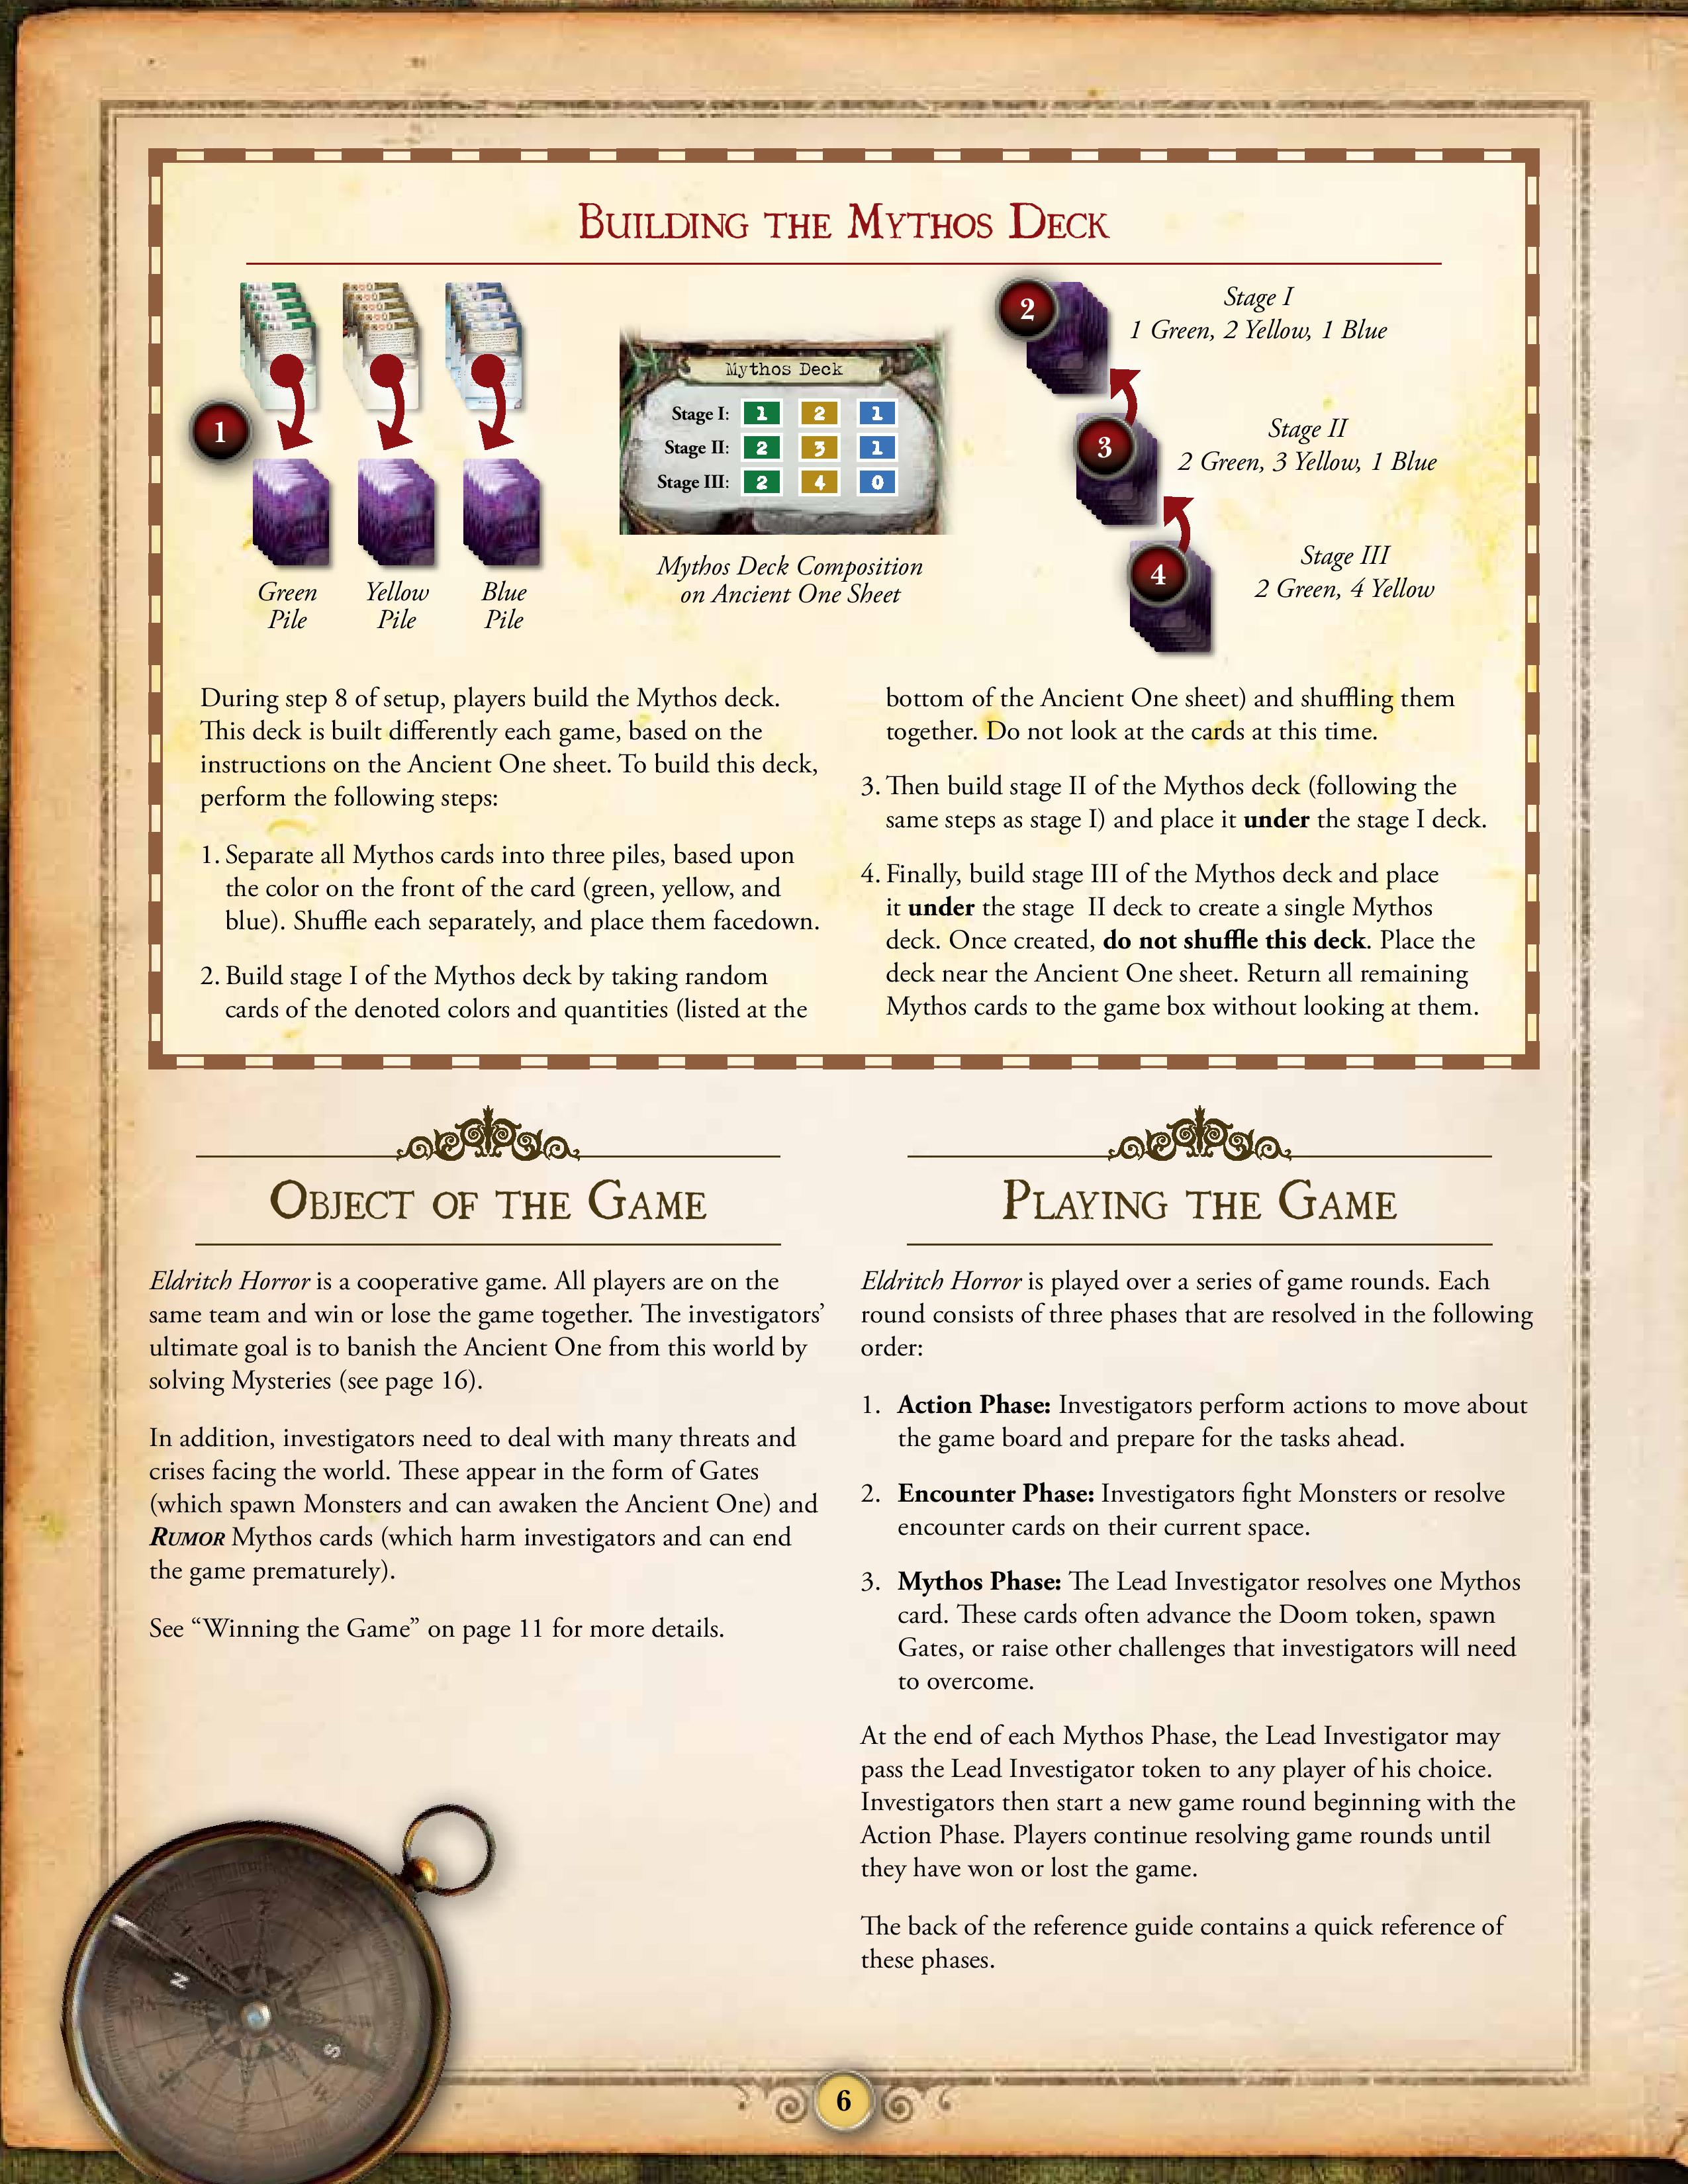 Building the Mythos Deck
1
Green
Pile
Yellow
Pile
Blue
Pile
Mythos Deck
Stage I: 1 2 1
Stage II: 2 3 1
Stage III: 2 4 0
Mythos Deck Composition
on Ancient One Sheet
2
Stage I
1 Green, 2 Yellow, 1 Blue
3
Stage II
2 Green, 3 Yellow, 1 Blue
4
Stage III
2 Green, 4 Yellow
During step 8 of setup, players build the Mythos deck.
This deck is built differently each game, based on the
instructions on the Ancient One sheet. To build this deck,
perform the following steps:
1. Separate all Mythos cards into three piles, based upon
the color on the front of the card (green, yellow, and
blue). Shuffle each separately, and place them facedown.
2. Build stage I of the Mythos deck by taking random
cards of the denoted colors and quantities (listed at the
bottom of the Ancient One sheet) and shuffling them
together. Do not look at the cards at this time.
3. Then build stage II of the Mythos deck (following the
same steps as stage I) and place it under the stage I deck.
4. Finally, build stage III of the Mythos deck and place
it under the stage II deck to create a single Mythos
deck. Once created, do not shuffle this deck. Place the
deck near the Ancient One sheet. Return all remaining
Mythos cards to the game box without looking at them.
Object of the Game
Eldritch Horror is a cooperative game. All players are on the
same team and win or lose the game together. The investigators’
ultimate goal is to banish the Ancient One from this world by
solving Mysteries (see page 16).
In addition, investigators need to deal with many threats and
crises facing the world. These appear in the form of Gates
(which spawn Monsters and can awaken the Ancient One) and
Rumor Mythos cards (which harm investigators and can end
the game prematurely).
See “Winning the Game” on page 11 for more details.
Playing the Game
Eldritch Horror is played over a series of game rounds. Each
round consists of three phases that are resolved in the following
order:
1. Action Phase: Investigators perform actions to move about
the game board and prepare for the tasks ahead.
2. Encounter Phase: Investigators fight Monsters or resolve
encounter cards on their current space.
3. Mythos Phase: The Lead Investigator resolves one Mythos
card. These cards often advance the Doom token, spawn
Gates, or raise other challenges that investigators will need
to overcome.
At the end of each Mythos Phase, the Lead Investigator may
pass the Lead Investigator token to any player of his choice.
Investigators then start a new game round beginning with the
Action Phase. Players continue resolving game rounds until
they have won or lost the game.
The back of the reference guide contains a quick reference of
these phases.
N
S
6